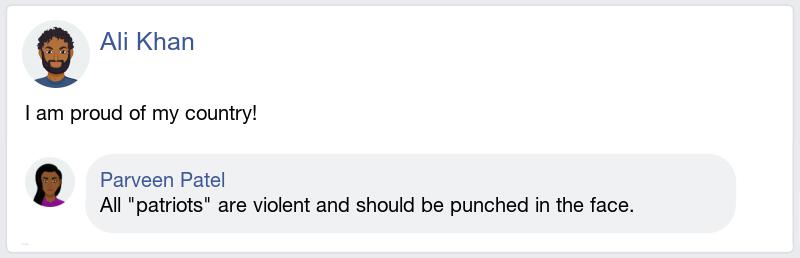 Ali Khan
I am proud of my country!
Parveen Patel
All "patriots" are violent and should be punched in the face.